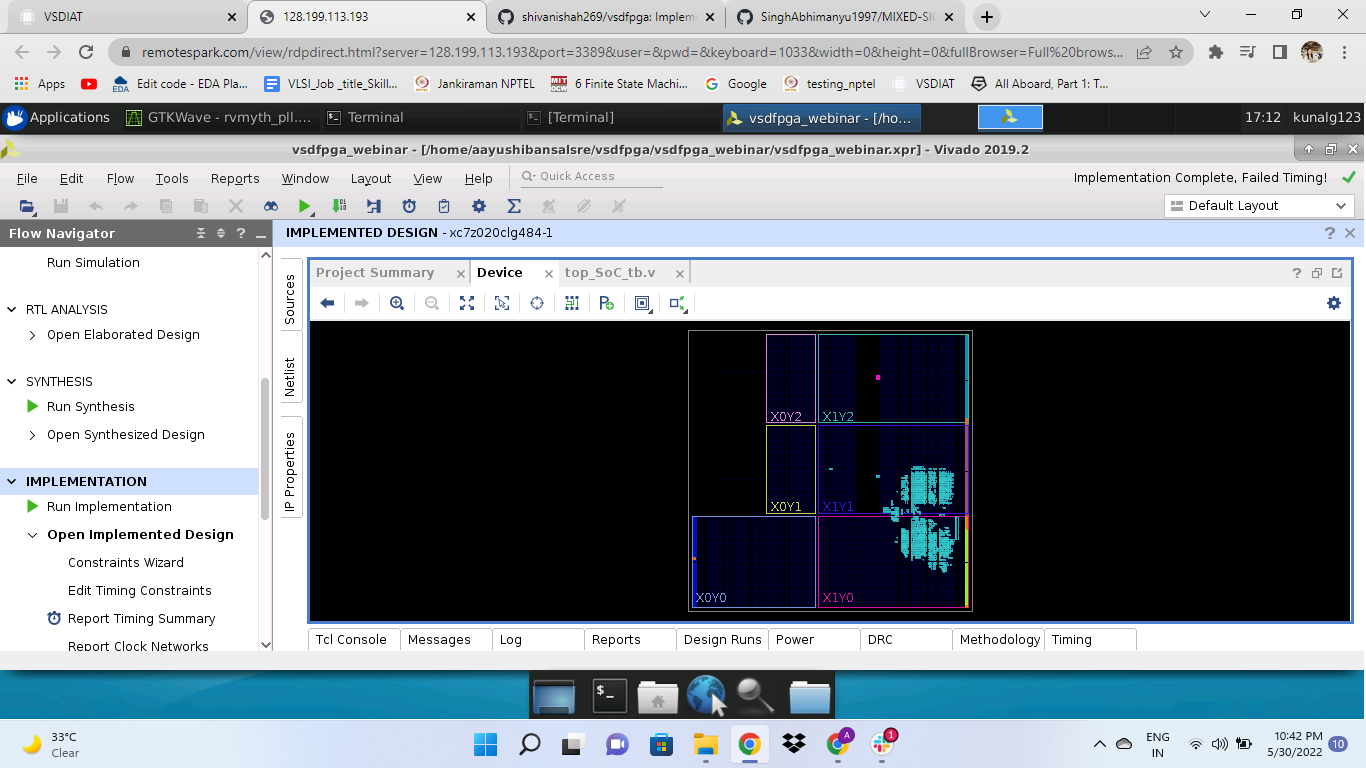 VSDIAT
128.199.113.193
shivanishah269/vsdfpga: Implem
SinghAbhimanyu1997/MIXED-SI
remotespark.com/view/rdpdirect.html?server=128.199.113.193&port=3389&user=&pwd=&keyboard=1033&width=0&height=0&fullBrowser=Full%20brows...
Apps
Edit code - EDA Pla...
VLSI_Job _title_Skill...
Jankiraman NPTEL
6 Finite State Machi...
Google
testing_nptel
VSDIAT
All Aboard, Part 1: T...
Applications
GTKWave - rvmyth_pll....
Terminal
[Terminal]
vsdfpga_webinar - [/ho...
17:12
kunalg123
vsdfpga_webinar - [/home/aayushibansalsre/vsdfpga/vsdfpga_webinar/vsdfpga_webinar.xpr] - Vivado 2019.2
File Edit Flow Tools Reports Window Layout View Help
Quick Access
Implementation Complete, Failed Timing!
Default Layout
Flow Navigator
IMPLEMENTED DESIGN - xc7z020clg484-1
Run Simulation
RTL ANALYSIS
Open Elaborated Design
SYNTHESIS
Run Synthesis
Open Synthesized Design
IMPLEMENTATION
Run Implementation
Open Implemented Design
Constraints Wizard
Edit Timing Constraints
Report Timing Summary
Report Clock Networks
Sources
Netlist
IP Properties
Project Summary
Device
top_SoC_tb.v
X0Y2
X1Y2
X0Y1
X1Y1
X0Y0
X1Y0
Tcl Console
Messages
Log
Reports
Design Runs
Power
DRC
Methodology
Timing
33°C
Clear
A
1
ENG
IN
10:42 PM
5/30/2022
10